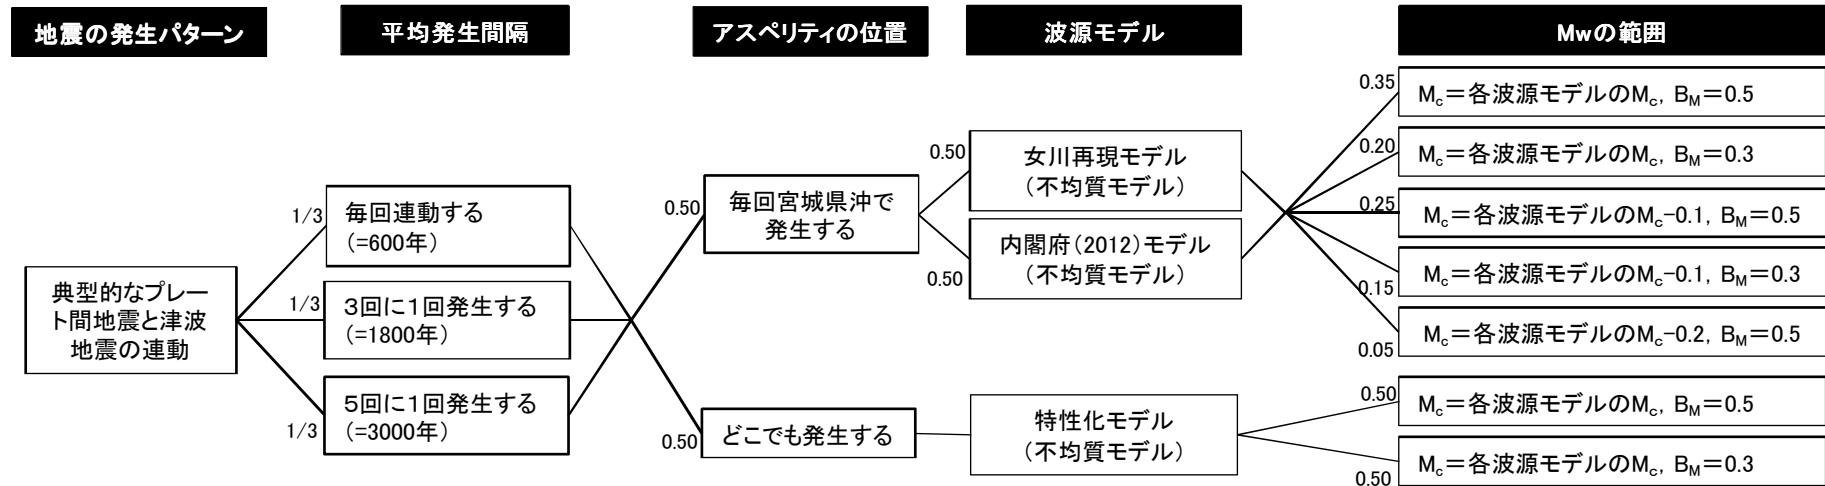 地震の発生パターン
平均発生間隔
アスペリティの位置
波源モデル
Mwの範囲
典型的なプレー
ト間地震と津波
地震の連動
1/3
毎回連動する
(=600年)
1/3
3回に1回発生する
(=1800年)
1/3
5回に1回発生する
(=3000年)
0.50
毎回宮城県沖で
発生する
0.50
どこでも発生する
0.50
女川再現モデル
（不均質モデル）
0.50
内閣府（2012）モデル
（不均質モデル）
特性化モデル
（不均質モデル）
0.35
Mc＝各波源モデルのMc, BM＝0.5
0.20
Mc＝各波源モデルのMc, BM＝0.3
0.25
Mc＝各波源モデルのMc-0.1, BM＝0.5
0.15
Mc＝各波源モデルのMc-0.1, BM＝0.3
0.05
Mc＝各波源モデルのMc-0.2, BM＝0.5
0.50
Mc＝各波源モデルのMc, BM＝0.5
0.50
Mc＝各波源モデルのMc, BM＝0.3